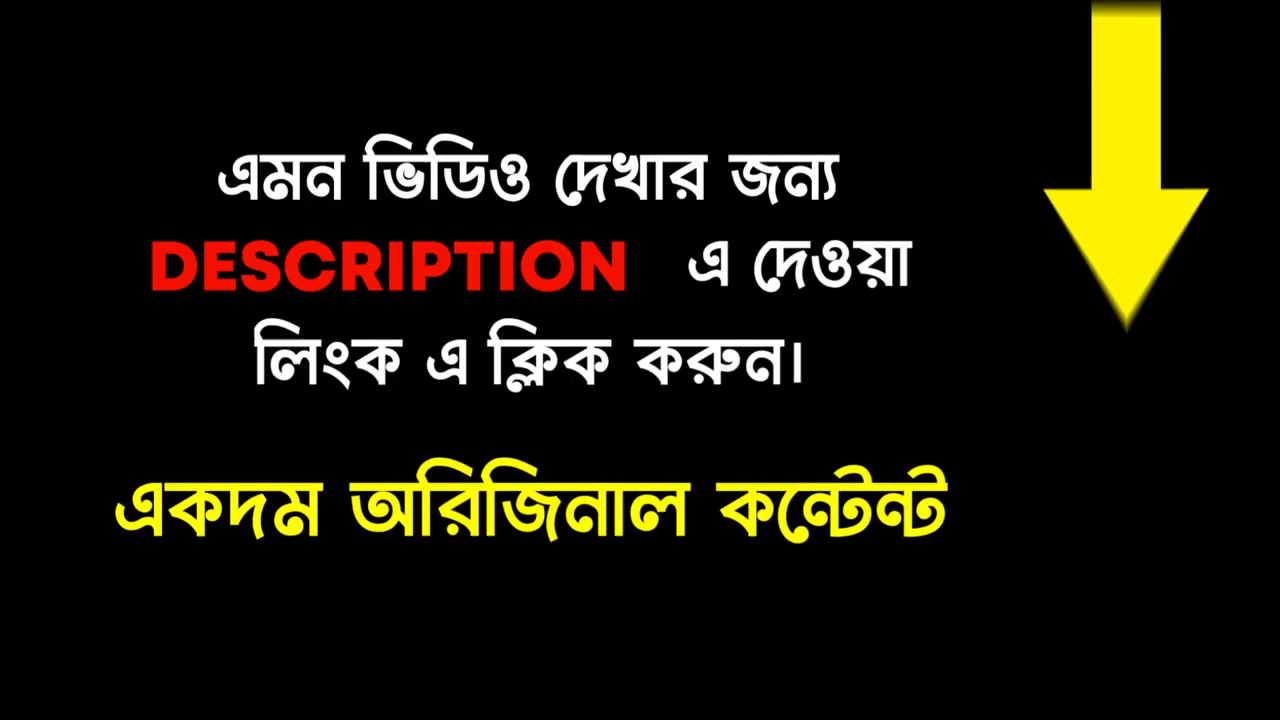 এমন ভিডিও দেখার জন্য
DESCRIPTION এ দেওয়া
লিংক এ ক্লিক করুন।
একদম অরিজিনাল কন্টেন্ট